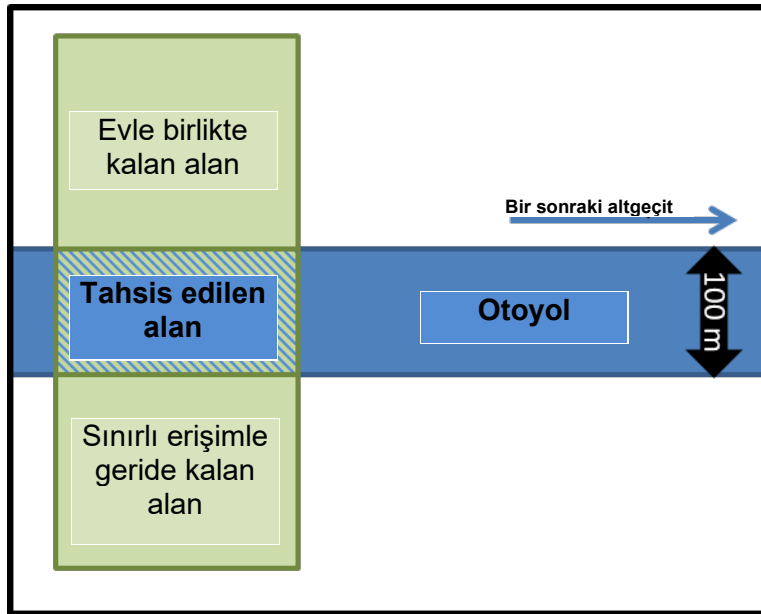 Evle birlikte
kalan alan
Bir sonraki altgeçit
Tahsis edilen
alan
Otoyol
100 m
Sınırlı erişimle
geride kalan
alan